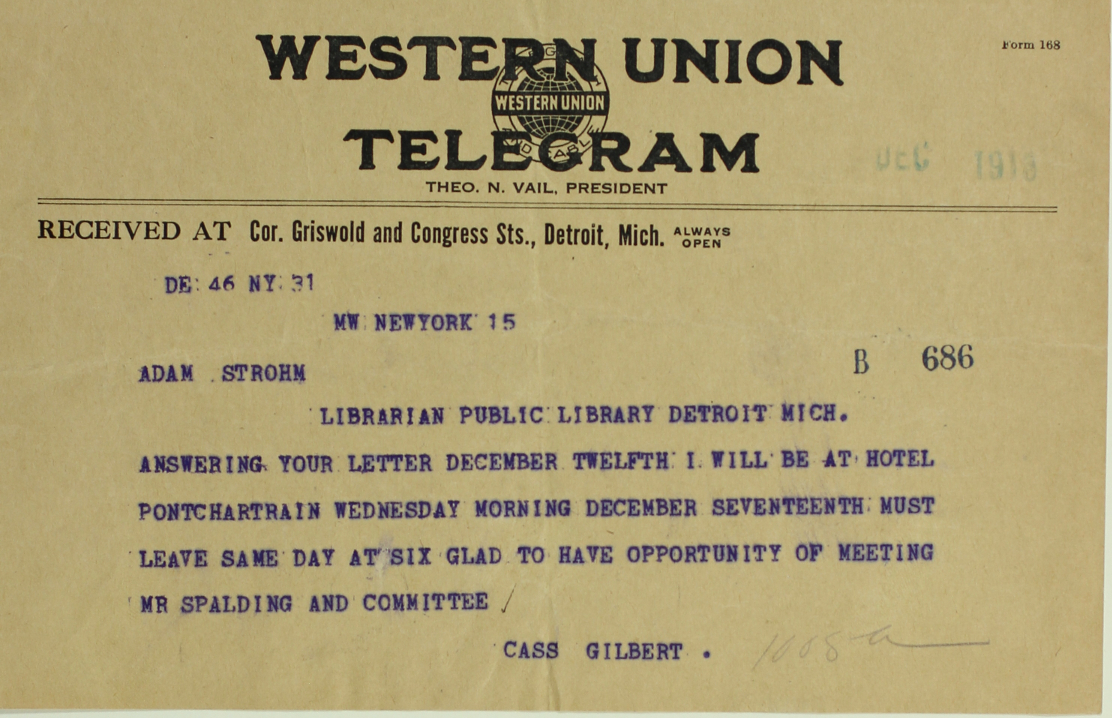 Form 168
WESTERN UNION
WESTERN UNION
TELEGRAM
THEO. N. VAIL, PRESIDENT
DEC 1913
RECEIVED AT Cor. Griswold and Congress Sts., Detroit, Mich. ALWAYS OPEN
DE 46 NY 31
MW NEWYORK 15
B 686
ADAM STROHM
LIBRARIAN PUBLIC LIBRARY DETROIT MICH.
ANSWERING YOUR LETTER DECEMBER TWELFTH I WILL BE AT HOTEL
PONTCHARTRAIN WEDNESDAY MORNING DECEMBER SEVENTEENTH MUST
LEAVE SAME DAY AT SIX GLAD TO HAVE OPPORTUNITY OF MEETING
MR SPALDING AND COMMITTEE /
CASS GILBERT .